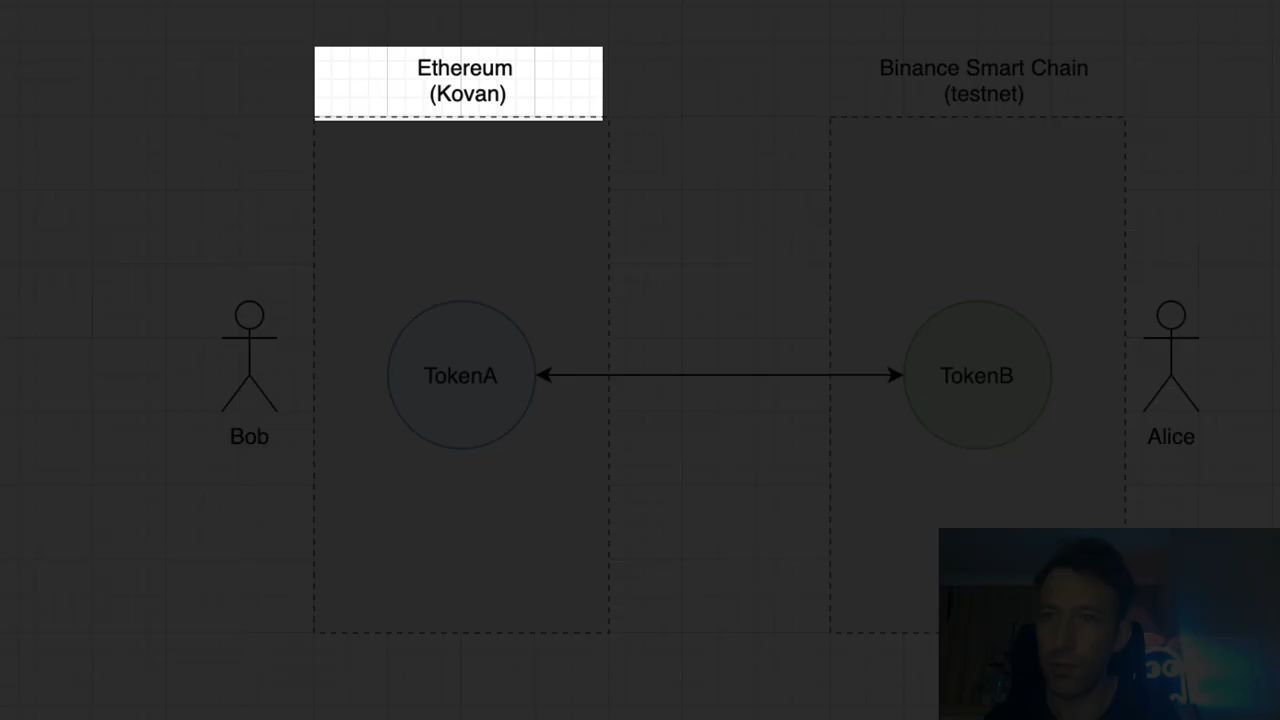 Ethereum
(Kovan)
Binance Smart Chain
(testnet)
TokenA
TokenB
Bob
Alice